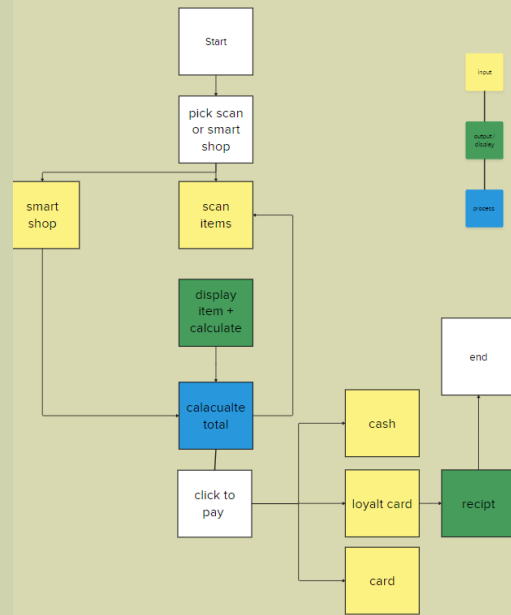 Start
input
pick scan
or smart
shop
output/
display
smart
shop
scan
items
process
display
item +
calculate
end
calacualte
total
cash
click to
pay
loyalt card
recipt
card